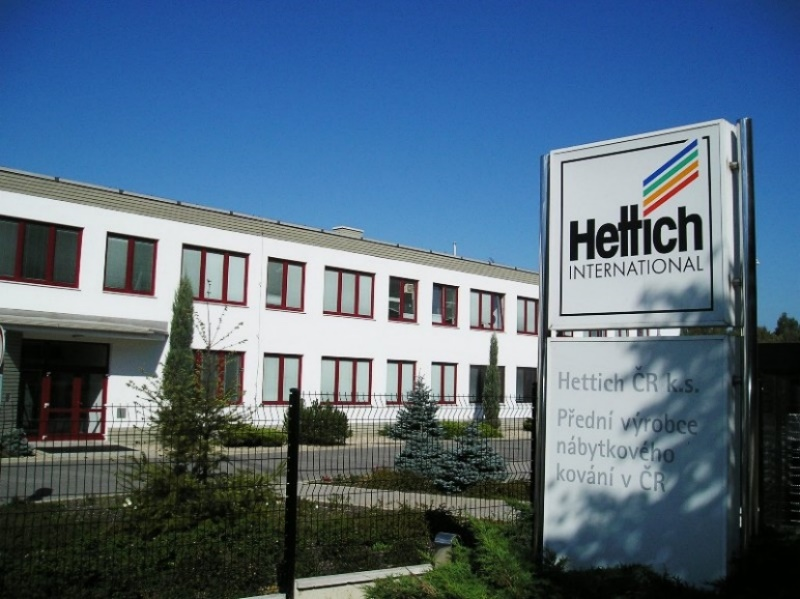 Hettich
INTERNATIONAL
Hettich ČR k.s.
Přední výrobce
nábytkového
kování v ČR